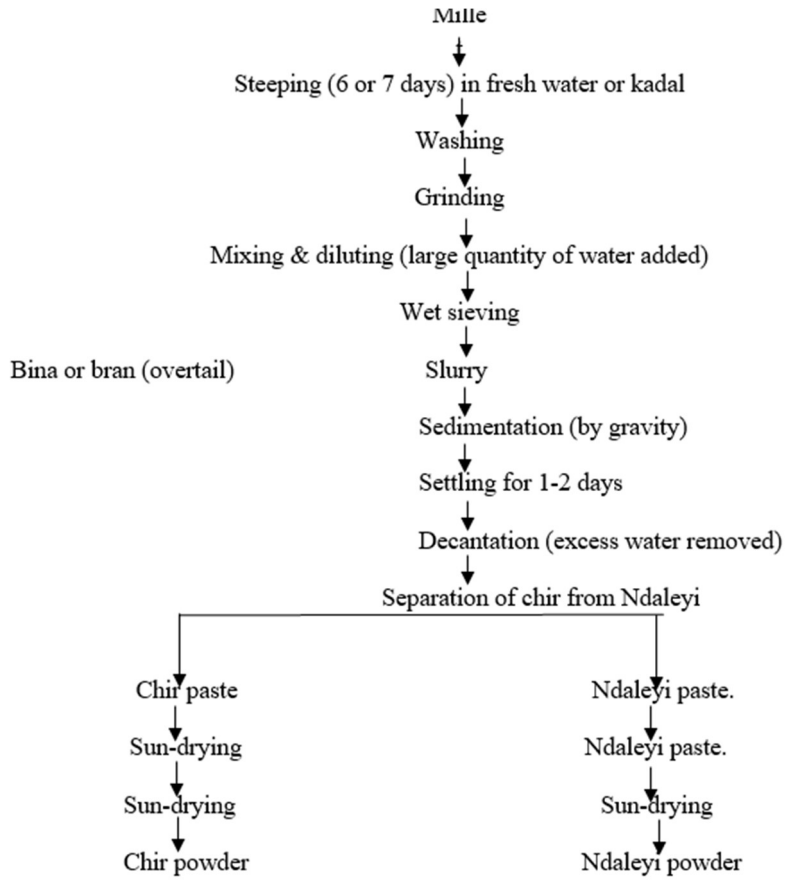 Mille
Steeping (6 or 7 days) in fresh water or kadal
Washing
Grinding
Mixing & diluting (large quantity of water added)
Wet sieving
Bina or bran (overtail) Slurry
Sedimentation (by gravity)
Settling for 1-2 days
Decantation (excess water removed)
Separation of chir from Ndaleyi
Chir paste Ndaleyi paste.
Sun-drying Ndaleyi paste.
Sun-drying Sun-drying
Chir powder Ndaleyi powder